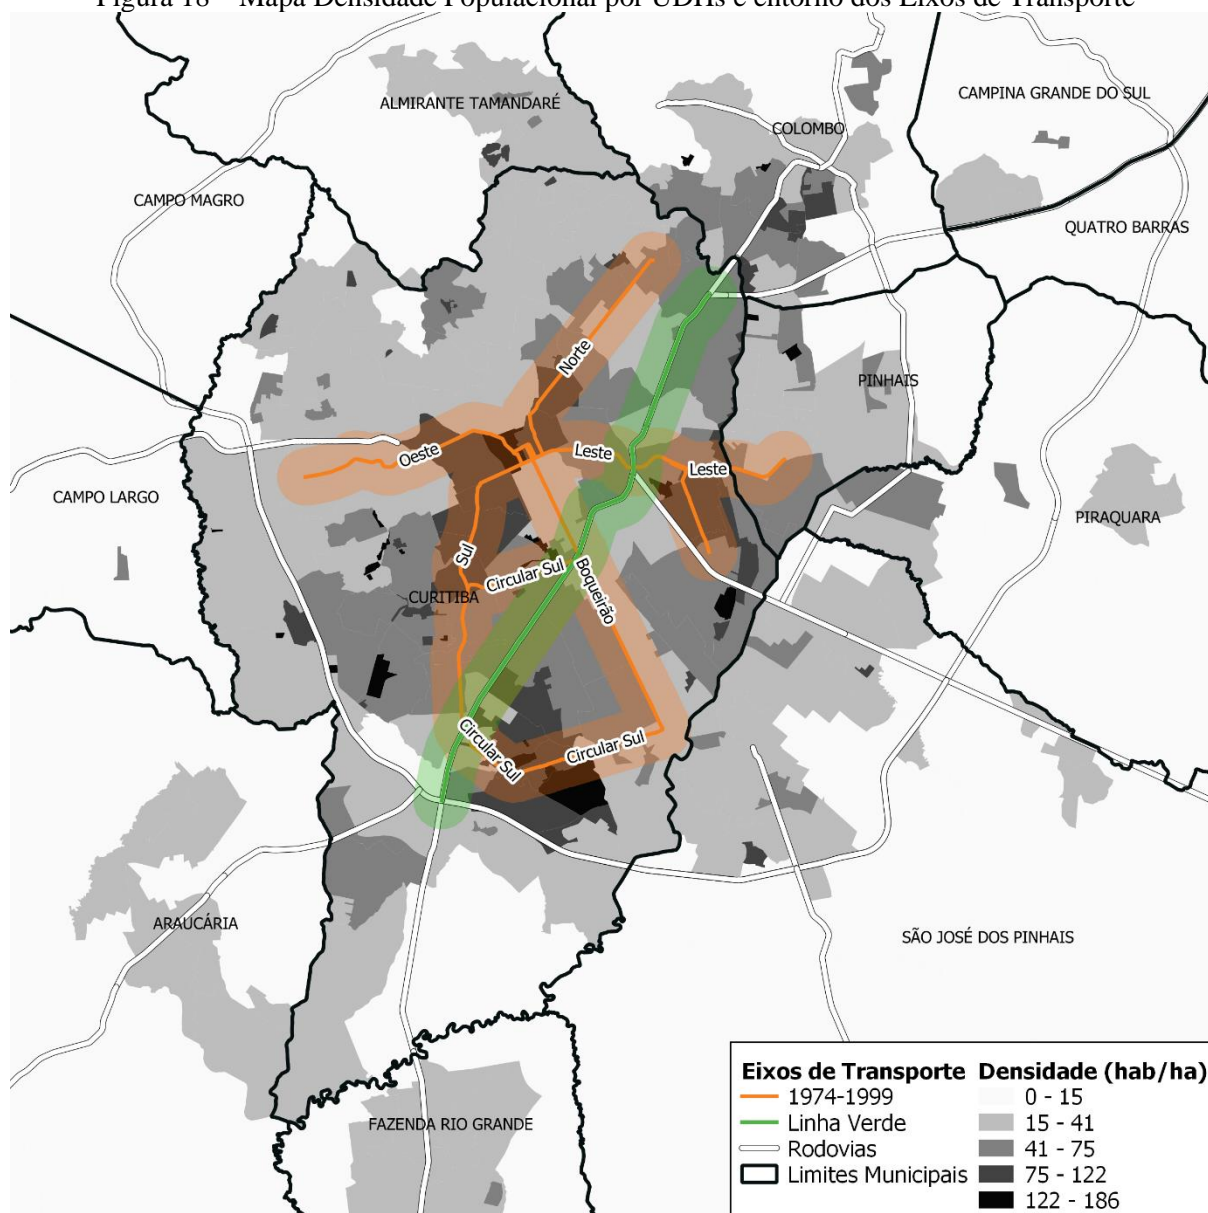 Figura 18 – Mapa Densidade Populacional por UDHs e entorno dos Eixos de Transporte
ALMIRANTE TAMANDARÉ
CAMPINA GRANDE DO SUL
COLOMBO
CAMPO MAGRO
QUATRO BARRAS
Norte
PINHAIS
Oeste
Leste
Leste
CAMPO LARGO
PIRAQUARA
Sul
Circular Sul
Boqueirão
CURITIBA
Circular Sul
Circular Sul
ARAUCÁRIA
SÃO JOSÉ DOS PINHAIS
FAZENDA RIO GRANDE
Eixos de Transporte
1974-1999
Linha Verde
Rodovias
Limites Municipais
Densidade (hab/ha)
0 - 15
15 - 41
41 - 75
75 - 122
122 - 186